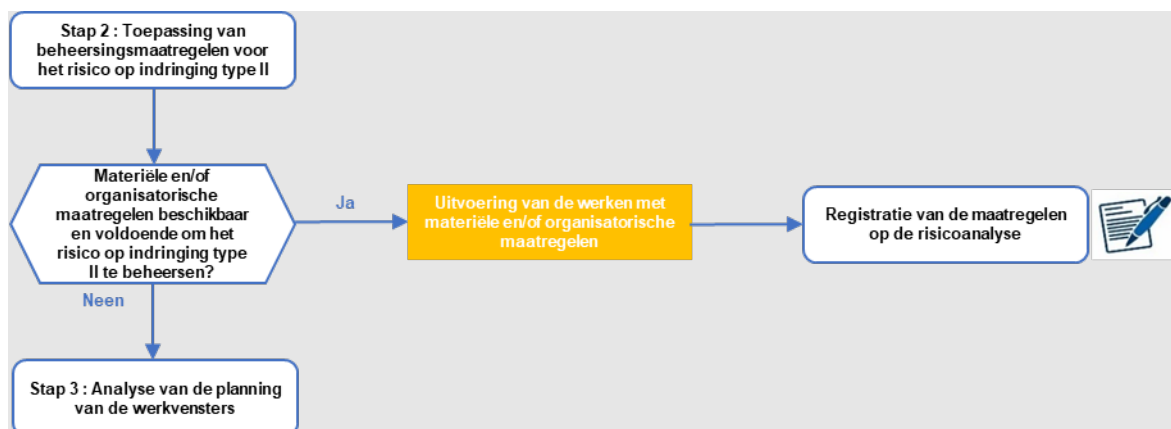 Stap 2 : Toepassing van
beheersingsmaatregelen voor
het risico op indringing type II
Materiële en/of
organisatorische
maatregelen beschikbaar
en voldoende om het
risico op indringing type
II te beheersen?
Ja
Uitvoering van de werken met
materiële en/of organisatorische
maatregelen
Registratie van de maatregelen
op de risicoanalyse
Neen
Stap 3 : Analyse van de planning
van de werkvensters